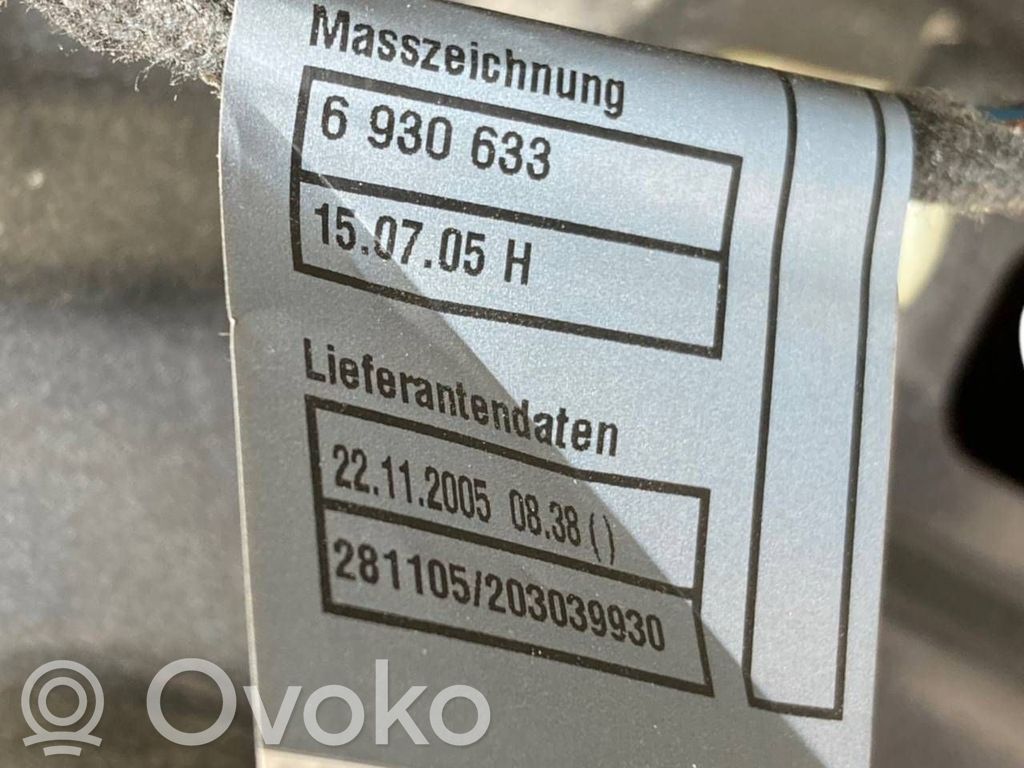 Masszeichnung
6 930 633
15.07.05 H
Lieferantendaten
22.11.2005 08.38 ( )
281105/203039930
Ovoko